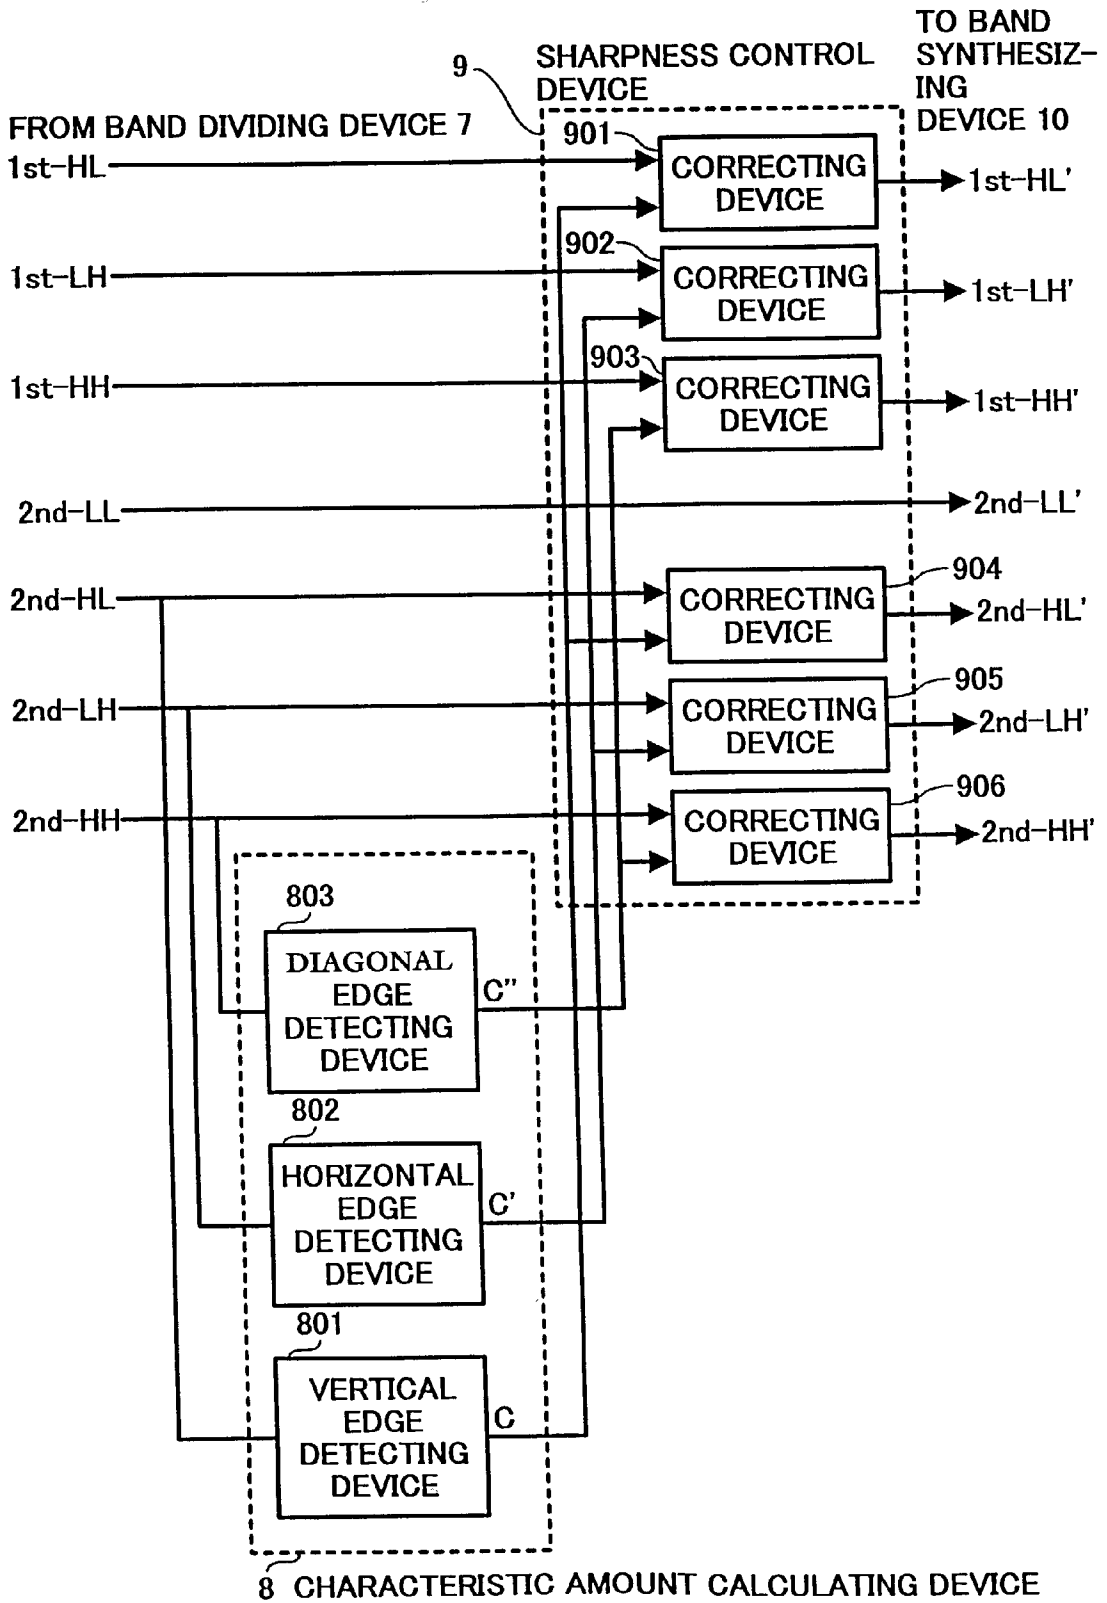 TO BAND
SYNTHESIZ-
ING
DEVICE 10
SHARPNESS CONTROL
DEVICE
9
FROM BAND DIVIDING DEVICE 7
901
1st-HL
CORRECTING
DEVICE
1st-HL'
902
1st-LH
CORRECTING
DEVICE
1st-LH'
903
1st-HH
CORRECTING
DEVICE
1st-HH'
2nd-LL
2nd-LL'
904
2nd-HL
CORRECTING
DEVICE
2nd-HL'
905
2nd-LH
CORRECTING
DEVICE
2nd-LH'
906
2nd-HH
CORRECTING
DEVICE
2nd-HH'
803
DIAGONAL
EDGE
DETECTING
DEVICE
C''
802
HORIZONTAL
EDGE
DETECTING
DEVICE
C'
801
VERTICAL
EDGE
DETECTING
DEVICE
C
8 CHARACTERISTIC AMOUNT CALCULATING DEVICE